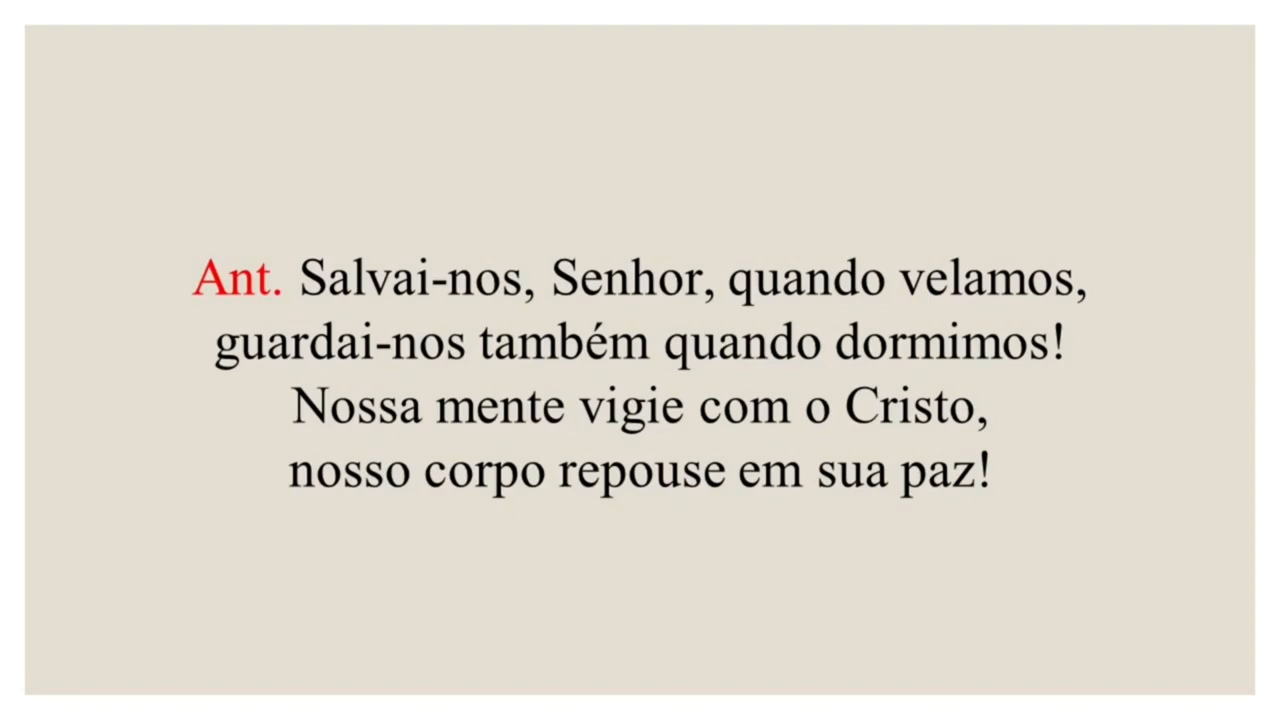 Ant. Salvai-nos, Senhor, quando velamos,
guardai-nos também quando dormimos!
Nossa mente vigie com o Cristo,
nosso corpo repouse em sua paz!